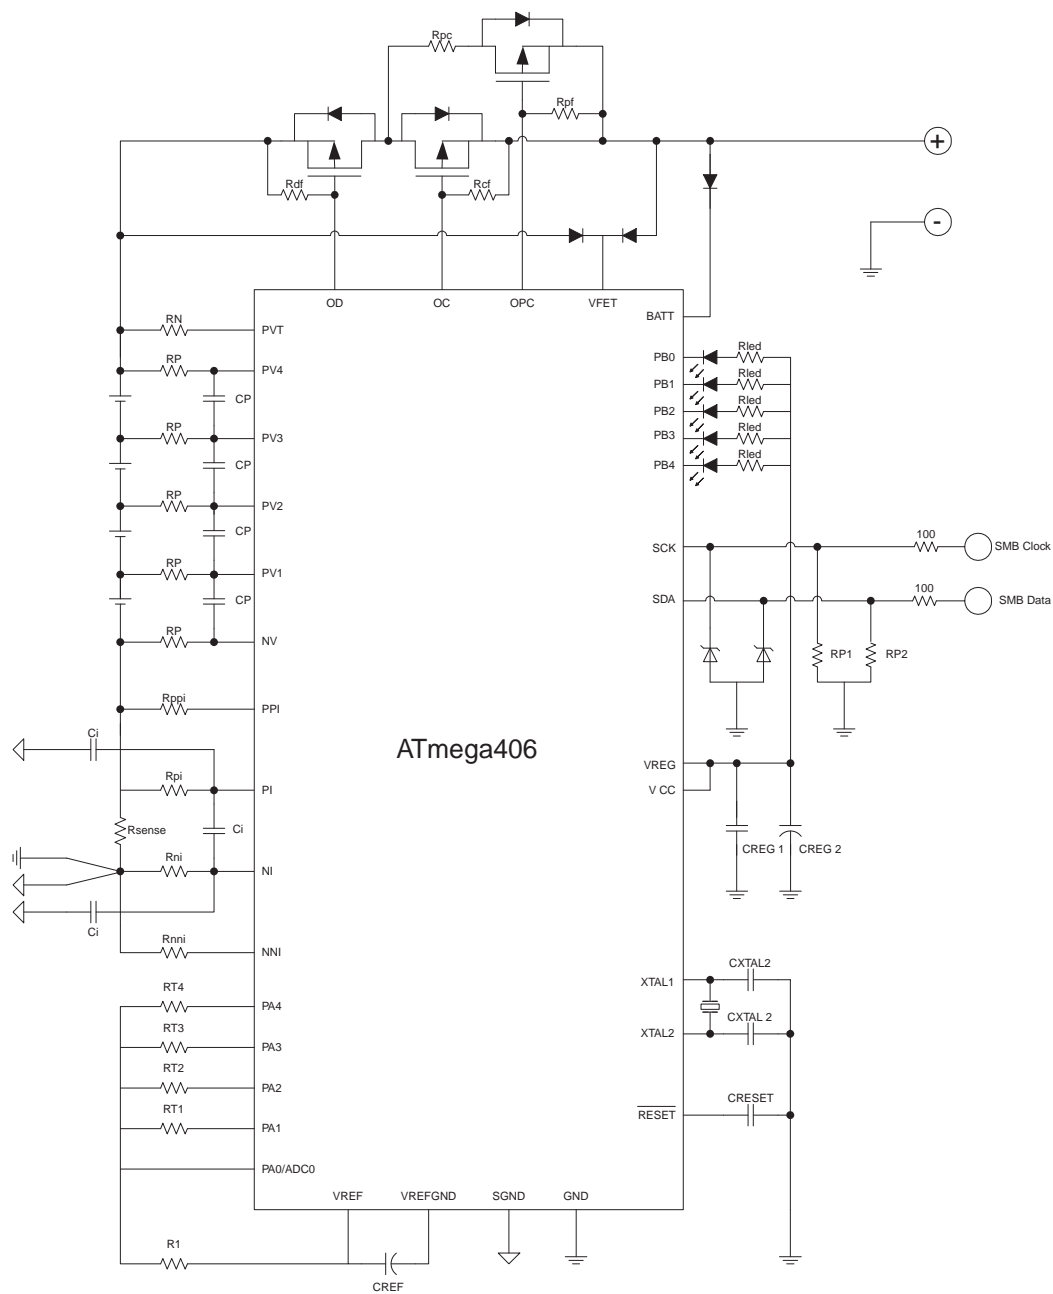 Rpc
+
Rpf
Rdf
Rcf
-
OD
OC
OPC
VFET
BATT
RN
PVT
RP
PV4
CP
RP
PV3
CP
RP
PV2
CP
RP
PV1
CP
RP
NV
Rppi
PPI
Ci
Rpi
PI
Rsense
Ci
Rni
NI
Ci
Rnni
NNI
RT4
PA4
RT3
PA3
RT2
PA2
RT1
PA1
PA0/ADC0
ATmega406
PB0
Rled
PB1
Rled
PB2
Rled
PB3
Rled
PB4
Rled
SCK
100
SMB Clock
SDA
100
SMB Data
RP1
RP2
VREG
V CC
CREG 1
CREG 2
XTAL1
CXTAL2
XTAL2
CXTAL 2
RESET
CRESET
VREF
VREFGND
SGND
GND
R1
CREF